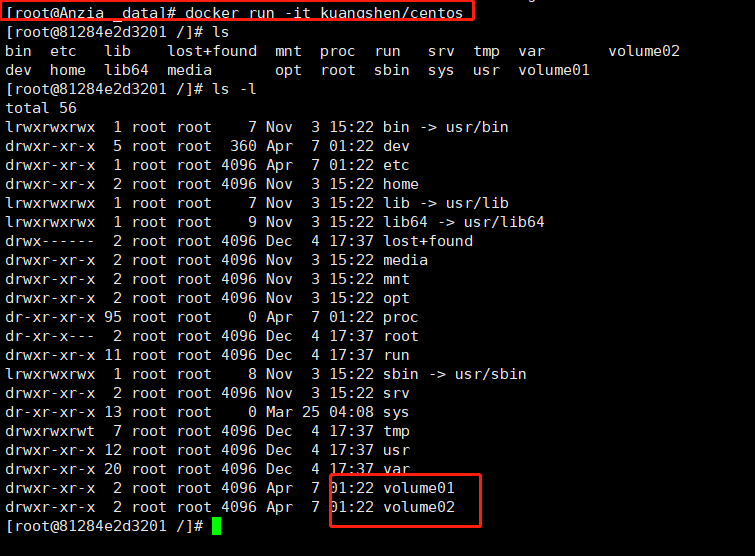 [root@Anzia _data]# docker run -it kuangshen/centos
[root@81284e2d3201 /]# ls
bin  etc   lib    lost+found  mnt  proc  run   srv  tmp  var       volume02
dev  home  lib64  media       opt  root  sbin  sys  usr  volume01
[root@81284e2d3201 /]# ls -l
total 56
lrwxrwxrwx  1 root root    7 Nov  3 15:22 bin -> usr/bin
drwxr-xr-x  5 root root  360 Apr  7 01:22 dev
drwxr-xr-x  1 root root 4096 Apr  7 01:22 etc
drwxr-xr-x  2 root root 4096 Nov  3 15:22 home
lrwxrwxrwx  1 root root    7 Nov  3 15:22 lib -> usr/lib
lrwxrwxrwx  1 root root    9 Nov  3 15:22 lib64 -> usr/lib64
drwx------  2 root root 4096 Dec  4 17:37 lost+found
drwxr-xr-x  2 root root 4096 Nov  3 15:22 media
drwxr-xr-x  2 root root 4096 Nov  3 15:22 mnt
drwxr-xr-x  2 root root 4096 Nov  3 15:22 opt
dr-xr-xr-x 95 root root    0 Apr  7 01:22 proc
dr-xr-x---  2 root root 4096 Dec  4 17:37 root
drwxr-xr-x 11 root root 4096 Dec  4 17:37 run
lrwxrwxrwx  1 root root    8 Nov  3 15:22 sbin -> usr/sbin
drwxr-xr-x  2 root root 4096 Nov  3 15:22 srv
dr-xr-xr-x 13 root root    0 Mar 25 04:08 sys
drwxrwxrwt  7 root root 4096 Dec  4 17:37 tmp
drwxr-xr-x 12 root root 4096 Dec  4 17:37 usr
drwxr-xr-x 20 root root 4096 Dec  4 17:37 var
drwxr-xr-x  2 root root 4096 Apr  7 01:22 volume01
drwxr-xr-x  2 root root 4096 Apr  7 01:22 volume02
[root@81284e2d3201 /]#